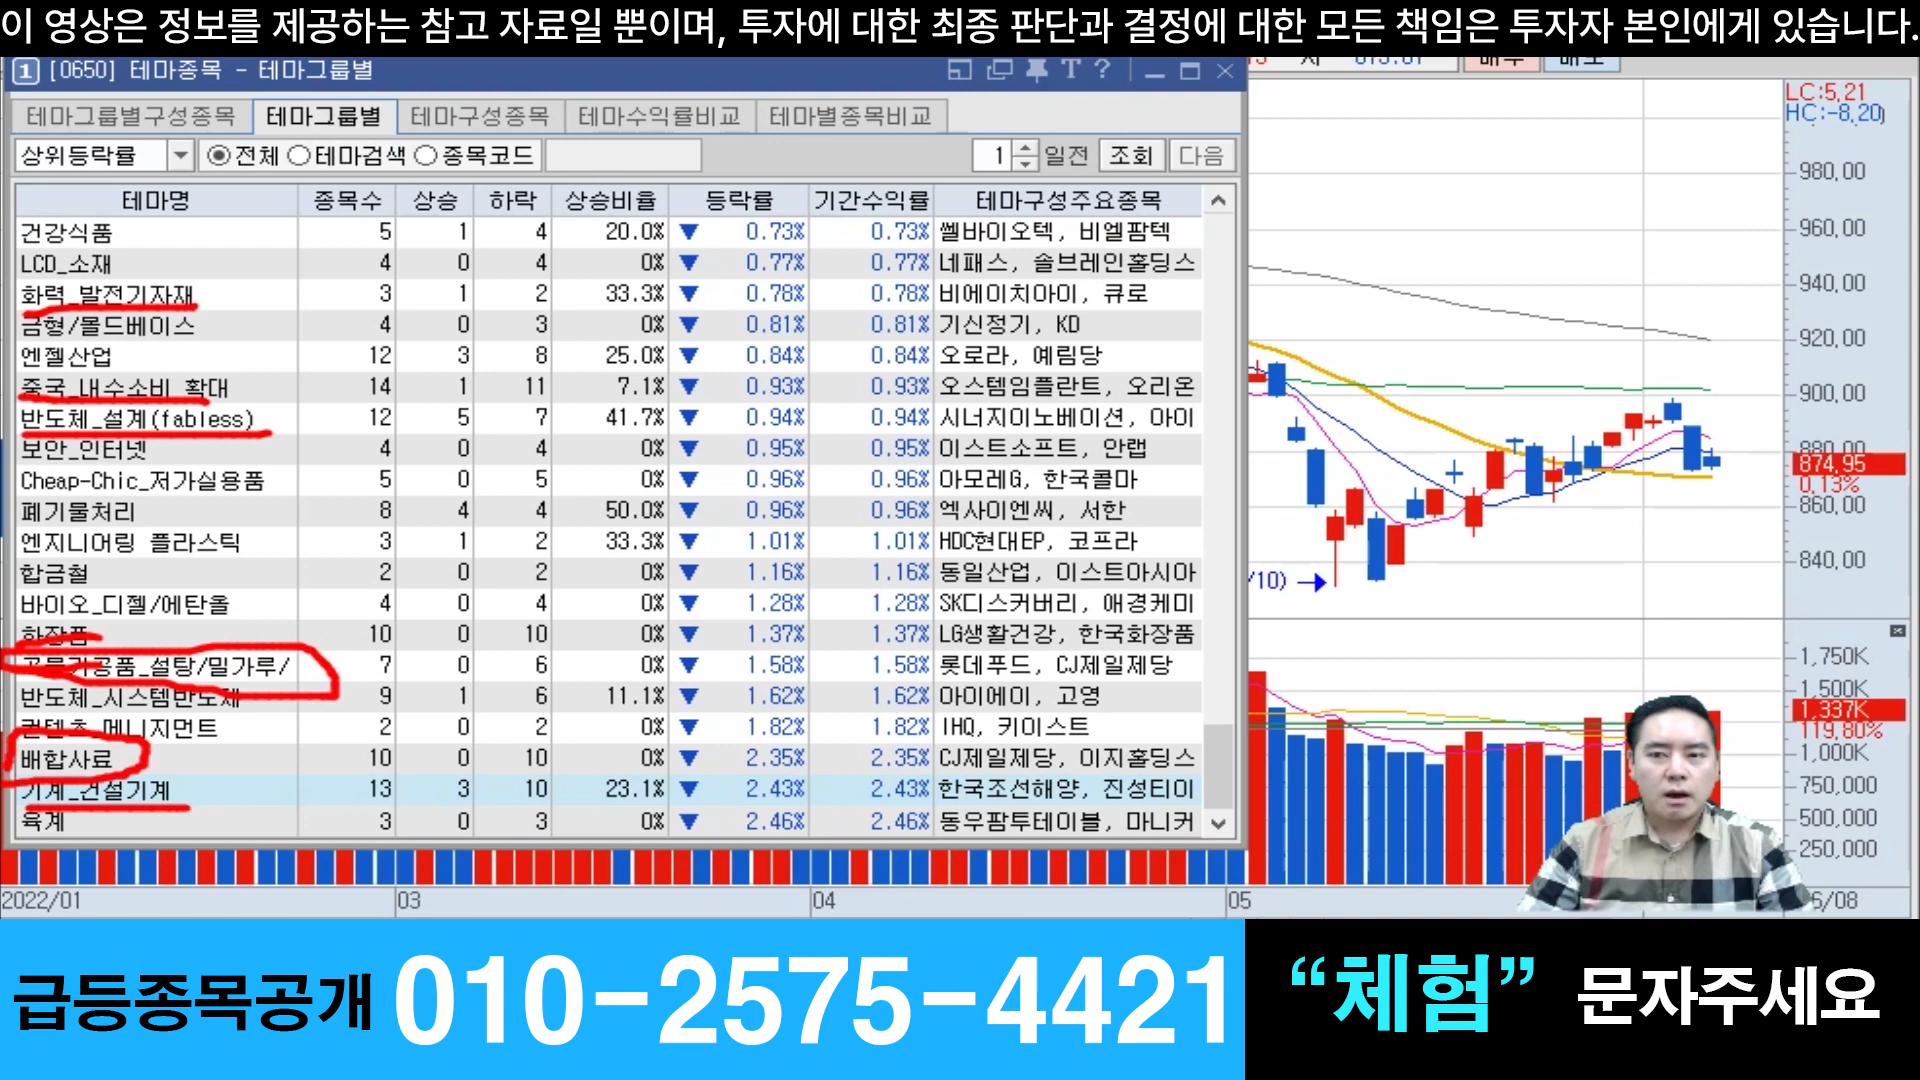 이 영상은 정보를 제공하는 참고 자료일 뿐이며, 투자에 대한 최종 판단과 결정에 대한 모든 책임은 투자자 본인에게 있습니다.
1 [0650] 테마종목 - 테마그룹별
테마그룹별구성종목 테마그룹별 테마구성종목 테마수익률비교 테마별종목비교
상위등락률 전체 테마검색 종목코드 1 일전 조회 다음
테마명 종목수 상승 하락 상승비율 등락률 기간수익률 테마구성주요종목
건강식품 5 1 4 20.0% ▼ 0.73% 0.73% 쎌바이오텍, 비엘팜텍
LCD_소재 4 0 4 0% ▼ 0.77% 0.77% 네패스, 솔브레인홀딩스
화력_발전기자재 3 1 2 33.3% ▼ 0.78% 0.78% 비에이치아이, 큐로
금형/몰드베이스 4 0 3 0% ▼ 0.81% 0.81% 기신정기, KD
엔젤산업 12 3 8 25.0% ▼ 0.84% 0.84% 오로라, 예림당
중국_내수소비 확대 14 1 11 7.1% ▼ 0.93% 0.93% 오스템임플란트, 오리온
반도체_설계(fabless) 12 5 7 41.7% ▼ 0.94% 0.94% 시너지이노베이션, 아이
보안_인터넷 4 0 4 0% ▼ 0.95% 0.95% 이스트소프트, 안랩
Cheap-Chic_저가실용품 5 0 5 0% ▼ 0.96% 0.96% 아모레G, 한국콜마
폐기물처리 8 4 4 50.0% ▼ 0.96% 0.96% 엑사이엔씨, 서한
엔지니어링 플라스틱 3 1 2 33.3% ▼ 1.01% 1.01% HDC현대EP, 코프라
합금철 2 0 2 0% ▼ 1.16% 1.16% 동일산업, 이스트아시아
바이오_디젤/에탄올 4 0 4 0% ▼ 1.28% 1.28% SK디스커버리, 애경케미
화장품 10 0 10 0% ▼ 1.37% 1.37% LG생활건강, 한국화장품
곡물가공품_설탕/밀가루/ 7 0 6 0% ▼ 1.58% 1.58% 롯데푸드, CJ제일제당
반도체_시스템반도체 9 1 6 11.1% ▼ 1.62% 1.62% 아이에이, 고영
컨텐츠_메니지먼트 2 0 2 0% ▼ 1.82% 1.82% IHQ, 키이스트
배합사료 10 0 10 0% ▼ 2.35% 2.35% CJ제일제당, 이지홀딩스
기계_건설기계 13 3 10 23.1% ▼ 2.43% 2.43% 한국조선해양, 진성티이
육계 3 0 3 0% ▼ 2.46% 2.46% 동우팜투테이블, 마니커
LC:5,21
HC:-8,20
980,00
960,00
940,00
920,00
900,00
880,00
874,95
0,13%
860,00
840,00
/10)
1,750K
1,500K
1,337K
119,80%
1,000K
750,000
500,000
250,000
2022/01 03 04 05 6/08
급등종목공개 010-2575-4421 “체험” 문자주세요